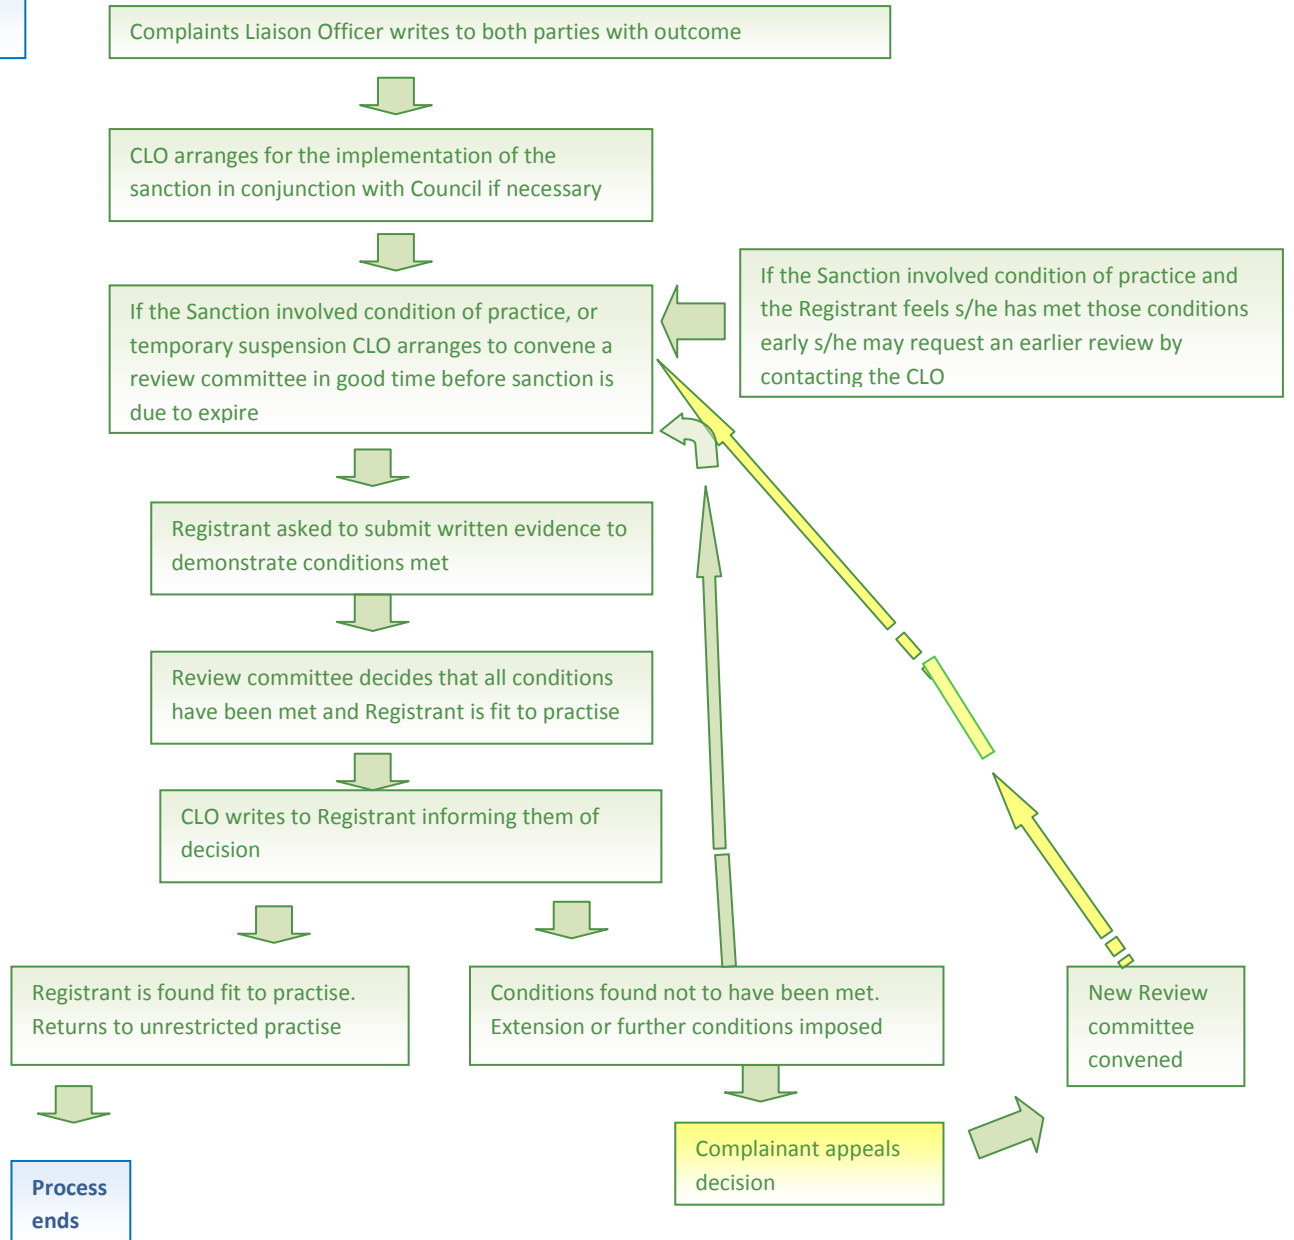 Complaints Liaison Officer writes to both parties with outcome
CLO arranges for the implementation of the
sanction in conjunction with Council if necessary
If the Sanction involved condition of practice, or
temporary suspension CLO arranges to convene a
review committee in good time before sanction is
due to expire
If the Sanction involved condition of practice and
the Registrant feels s/he has met those conditions
early s/he may request an earlier review by
contacting the CLO
Registrant asked to submit written evidence to
demonstrate conditions met
Review committee decides that all conditions
have been met and Registrant is fit to practise
CLO writes to Registrant informing them of
decision
Registrant is found fit to practise.
Returns to unrestricted practise
Conditions found not to have been met.
Extension or further conditions imposed
New Review
committee
convened
Complainant appeals
decision
Process
ends